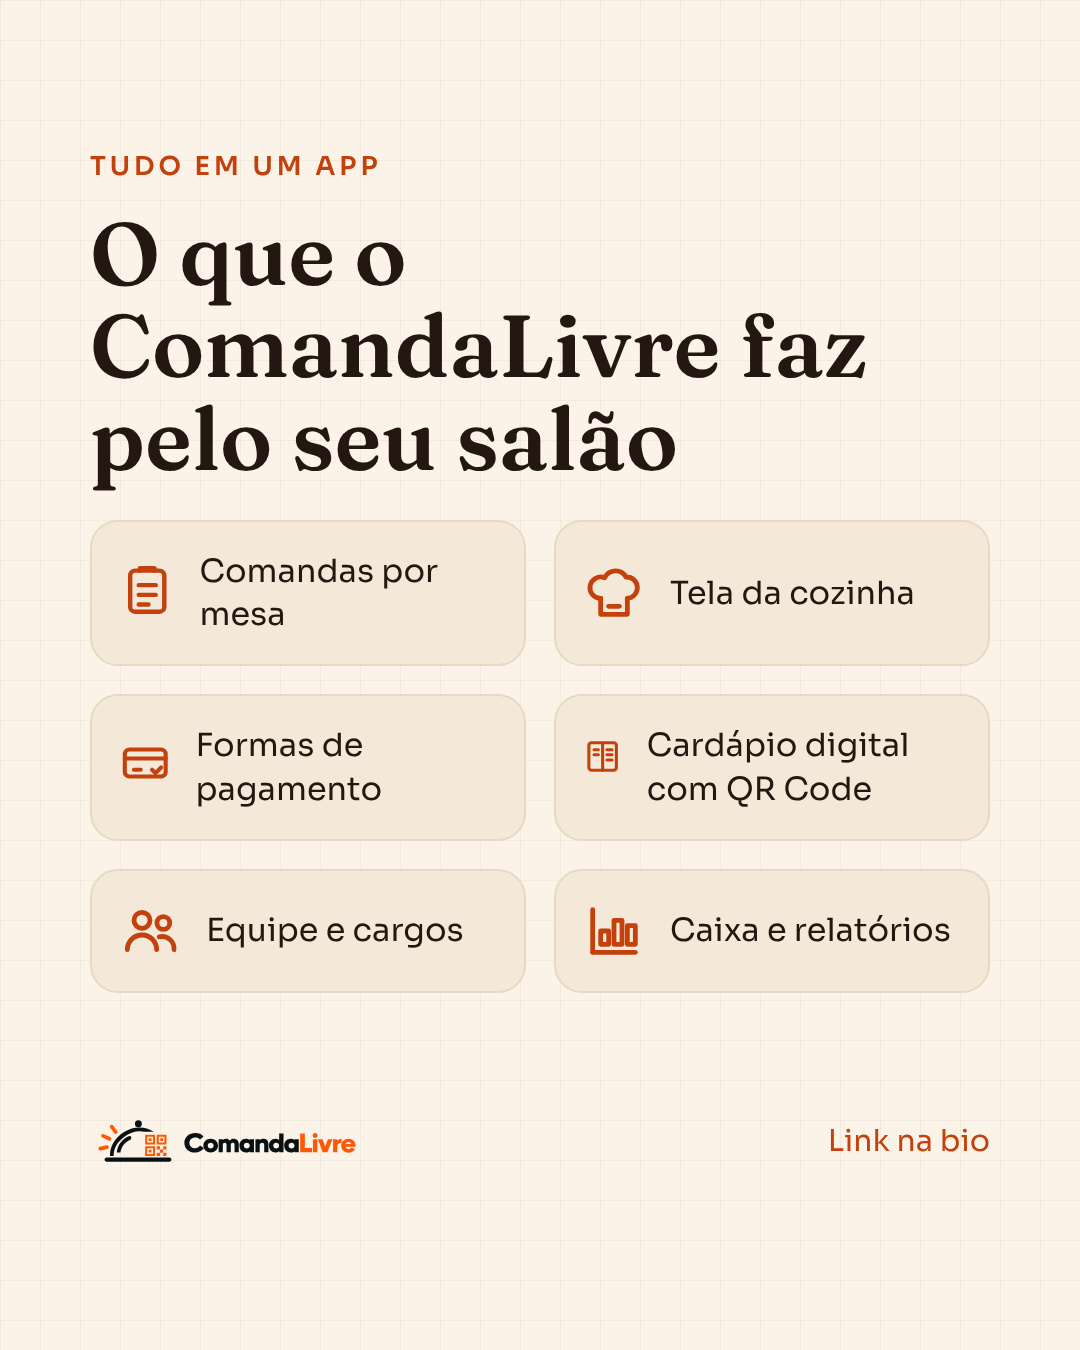 TUDO EM UM APP
O que o
ComandaLivre faz
pelo seu salão
Comandas por
mesa
Tela da cozinha
Formas de
pagamento
Cardápio digital
com QR Code
Equipe e cargos
Caixa e relatórios
ComandaLivre
Link na bio